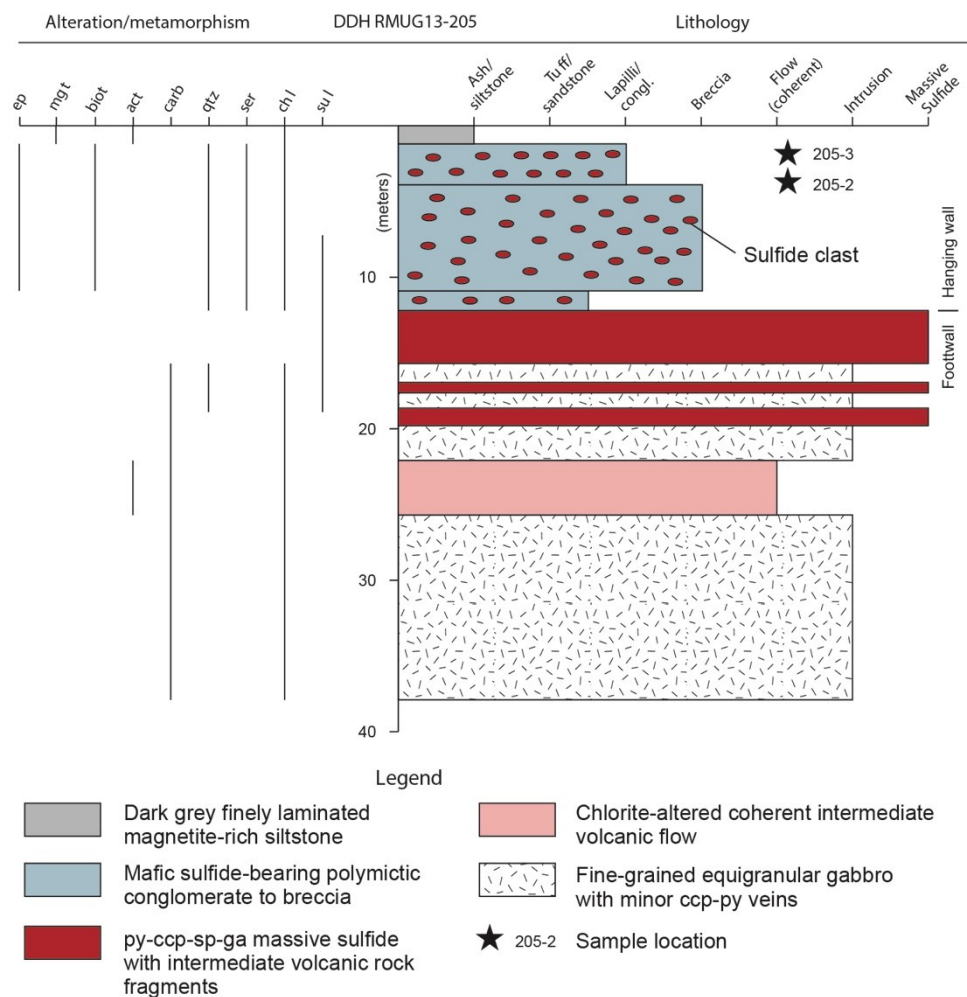 Alteration/metamorphism
DDH RMUG13-205
Lithology
ep
mgt
biot
act
carb
qtz
ser
chl
sul
Ash/
siltstone
Tuff/
sandstone
Lapilli/
congl.
Breccia
Flow
(coherent)
Intrusion
Massive
Sulfide
205-3
205-2
(meters)
Sulfide clast
10
Hanging wall
Footwall
20
30
40
Legend
Dark grey finely laminated
magnetite-rich siltstone
Mafic sulfide-bearing polymictic
conglomerate to breccia
py-ccp-sp-ga massive sulfide
with intermediate volcanic rock
fragments
Chlorite-altered coherent intermediate
volcanic flow
Fine-grained equigranular gabbro
with minor ccp-py veins
205-2 Sample location